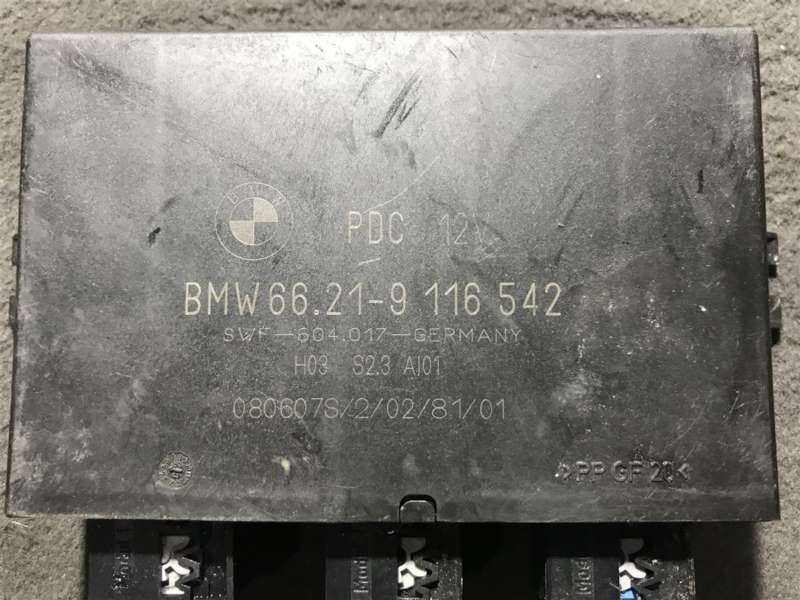 BMW
PDC 12V
BMW 66.21-9 116 542
SWF-604.017-GERMANY
H03 S2.3 AI01
080607S/2/02/81/01
>PP GF 20<